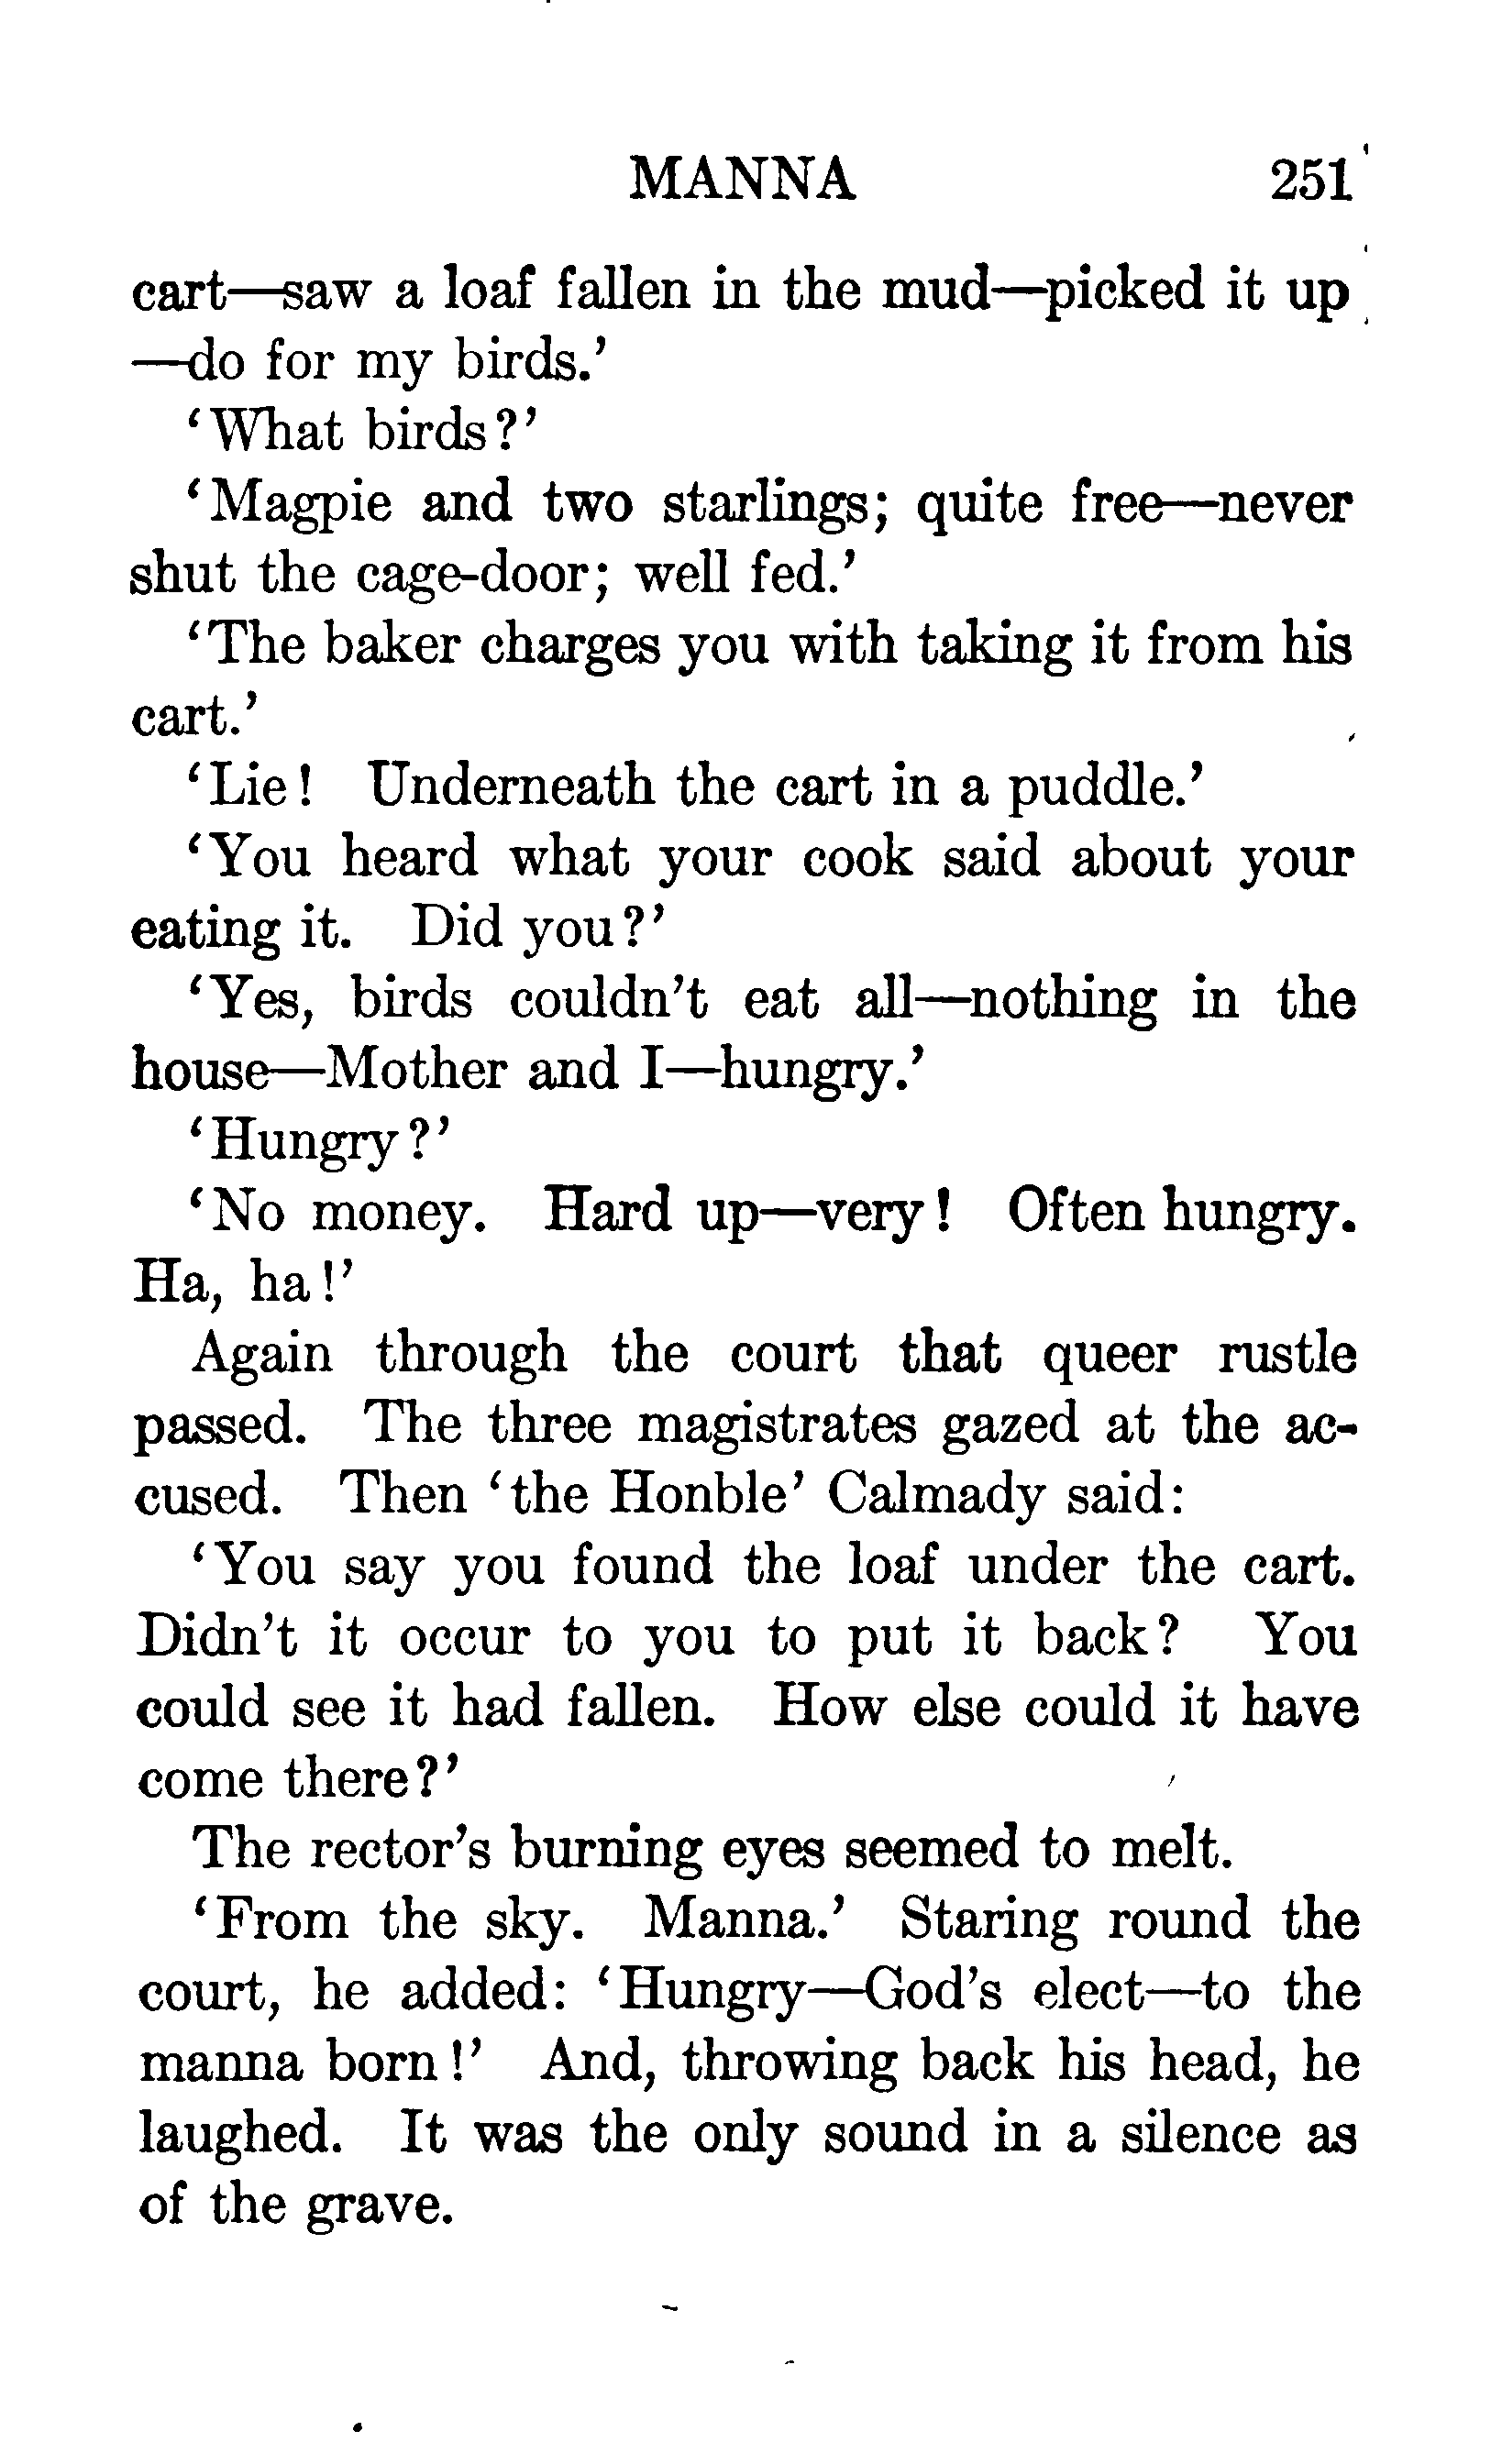 MANNA 251
cart—saw a loaf fallen in the mud—picked it up
—do for my birds.’
‘What birds?’
‘Magpie and two starlings; quite free—never
shut the cage-door; well fed.’
‘The baker charges you with taking it from his
cart.’
‘Lie! Underneath the cart in a puddle.’
‘You heard what your cook said about your
eating it. Did you?’
‘Yes, birds couldn’t eat all—nothing in the
house—Mother and I—hungry.’
‘Hungry?’
‘No money. Hard up—very! Often hungry.
Ha, ha!’
Again through the court that queer rustle
passed. The three magistrates gazed at the ac-
cused. Then ‘the Honble’ Calmady said:
‘You say you found the loaf under the cart.
Didn’t it occur to you to put it back? You
could see it had fallen. How else could it have
come there?’
The rector’s burning eyes seemed to melt.
‘From the sky. Manna.’ Staring round the
court, he added: ‘Hungry—God’s elect—to the
manna born!’ And, throwing back his head, he
laughed. It was the only sound in a silence as
of the grave.